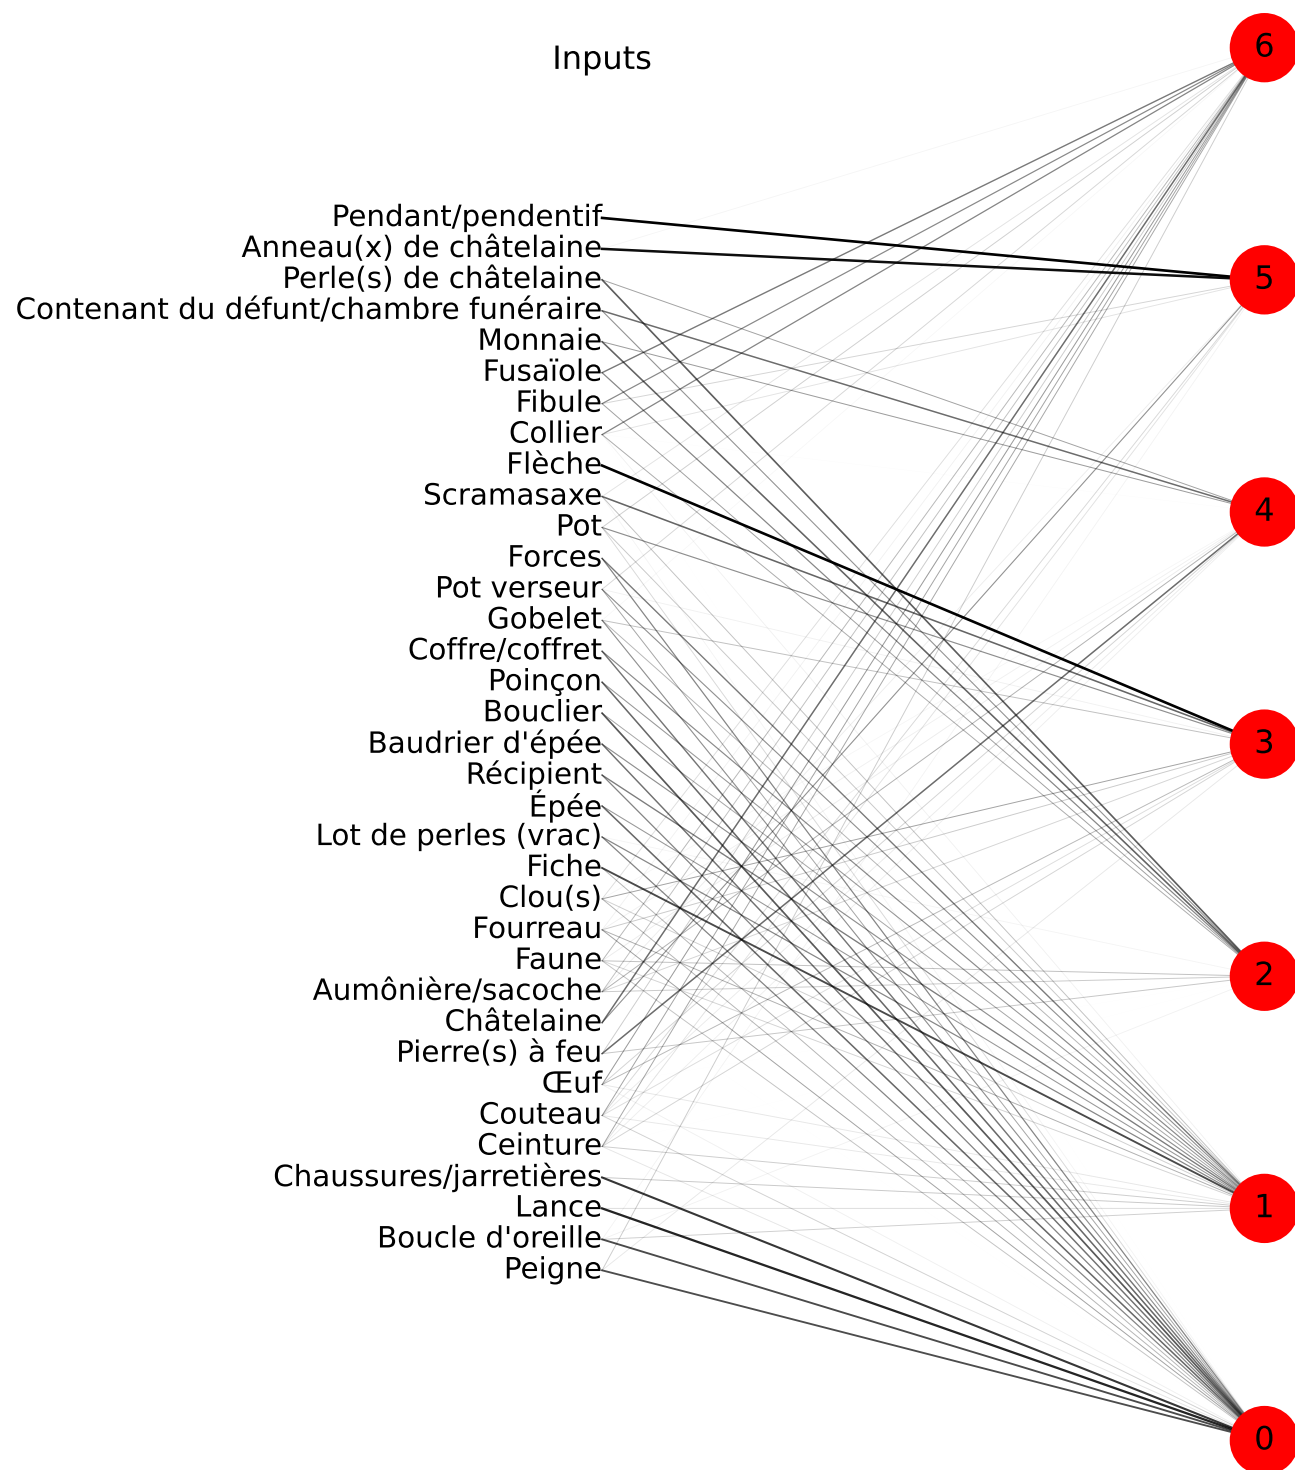 6
Inputs
Pendant/pendentif
Anneau(x) de châtelaine
5
Perle(s) de châtelaine
Contenant du défunt/chambre funéraire
Monnaie
Fusaïole
Fibule
Collier
Flèche
Scramasaxe
4
Pot
Forces
Pot verseur
Gobelet
Coffre/coffret
Poinçon
Bouclier
Baudrier d'épée
3
Récipient
Épée
Lot de perles (vrac)
Fiche
Clou(s)
Fourreau
Faune
2
Aumônière/sacoche
Châtelaine
Pierre(s) à feu
Œuf
Couteau
Ceinture
Chaussures/jarretières
Lance
1
Boucle d'oreille
Peigne
0